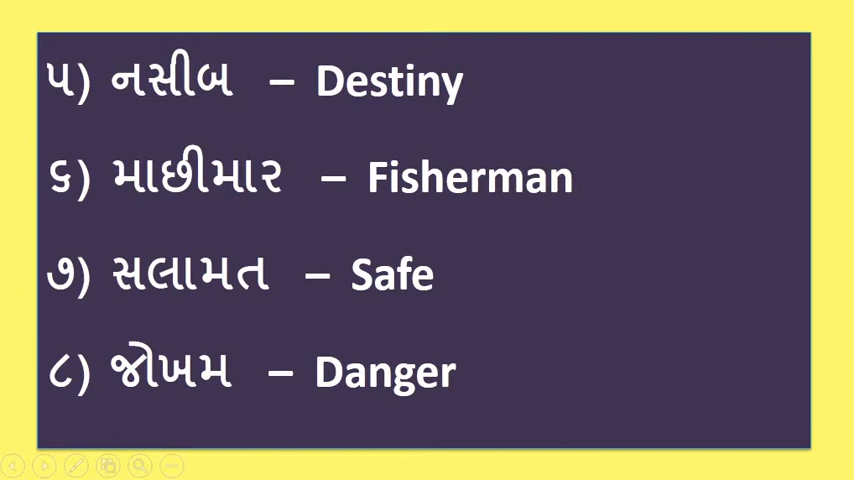 ૫) નસીબ – Destiny
૬) માછીમાર – Fisherman
૭) સલામત – Safe
૮) જોખમ – Danger